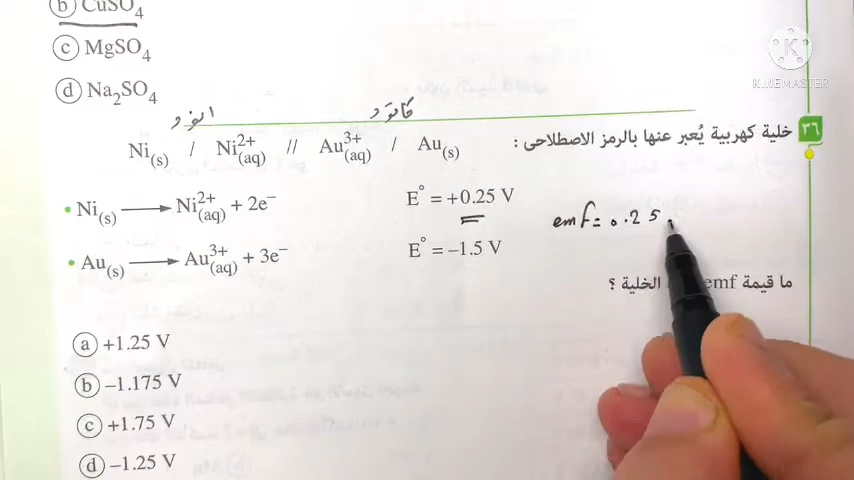 b CuSO4
c MgSO4
d Na2SO4
KINEMASTER
انود كاثود
٣٦ خلية كهربية يُعبر عنها بالرمز الاصطلاحى :
Ni(s) / Ni2+(aq) // Au3+(aq) / Au(s)
• Ni(s) → Ni2+(aq) + 2e− E° = +0.25 V
emf = 0.25
• Au(s) → Au3+(aq) + 3e− E° = –1.5 V
ما قيمة emf الخلية ؟
a +1.25 V
b –1.175 V
c +1.75 V
d –1.25 V